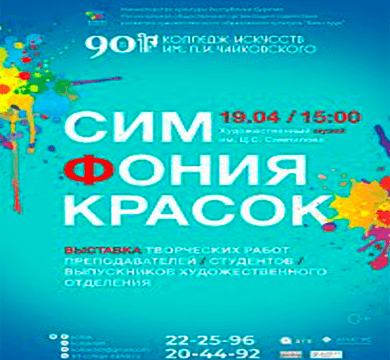 Министерство культуры Республики Бурятия
90 КОЛЛЕДЖ ИСКУССТВ
ИМ. П.И. ЧАЙКОВСКОГО
19.04 / 15:00
Художественный музей
им. Ц.С. Сампилова
СИМ
ФОНИЯ
КРАСОК
ВЫСТАВКА ТВОРЧЕСКИХ РАБОТ
ПРЕПОДАВАТЕЛЕЙ / СТУДЕНТОВ /
ВЫПУСКНИКОВ ХУДОЖЕСТВЕННОГО
ОТДЕЛЕНИЯ
22-25-96
20-44-92